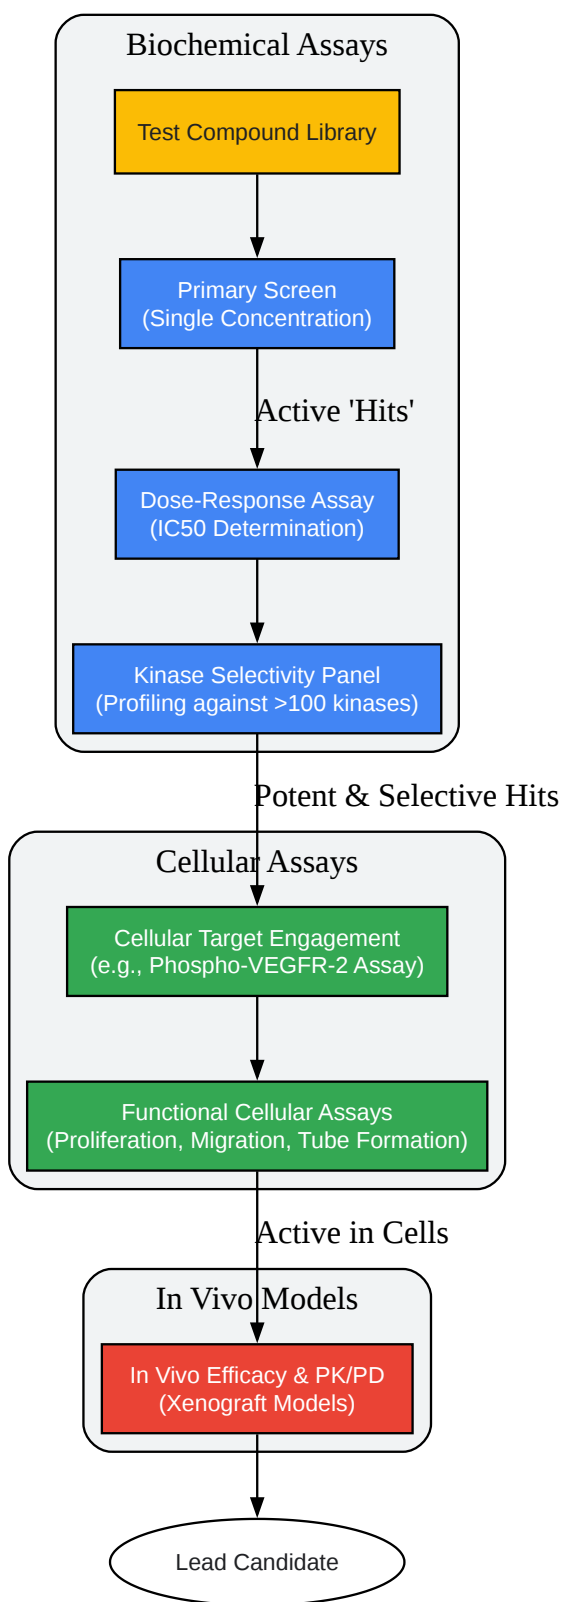 Biochemical Assays
Test Compound Library
Primary Screen
(Single Concentration)
Active 'Hits'
Dose-Response Assay
(IC50 Determination)
Kinase Selectivity Panel
(Profiling against >100 kinases)
Potent & Selective Hits
Cellular Assays
Cellular Target Engagement
(e.g., Phospho-VEGFR-2 Assay)
Functional Cellular Assays
(Proliferation, Migration, Tube Formation)
Active in Cells
In Vivo Models
In Vivo Efficacy & PK/PD
(Xenograft Models)
Lead Candidate